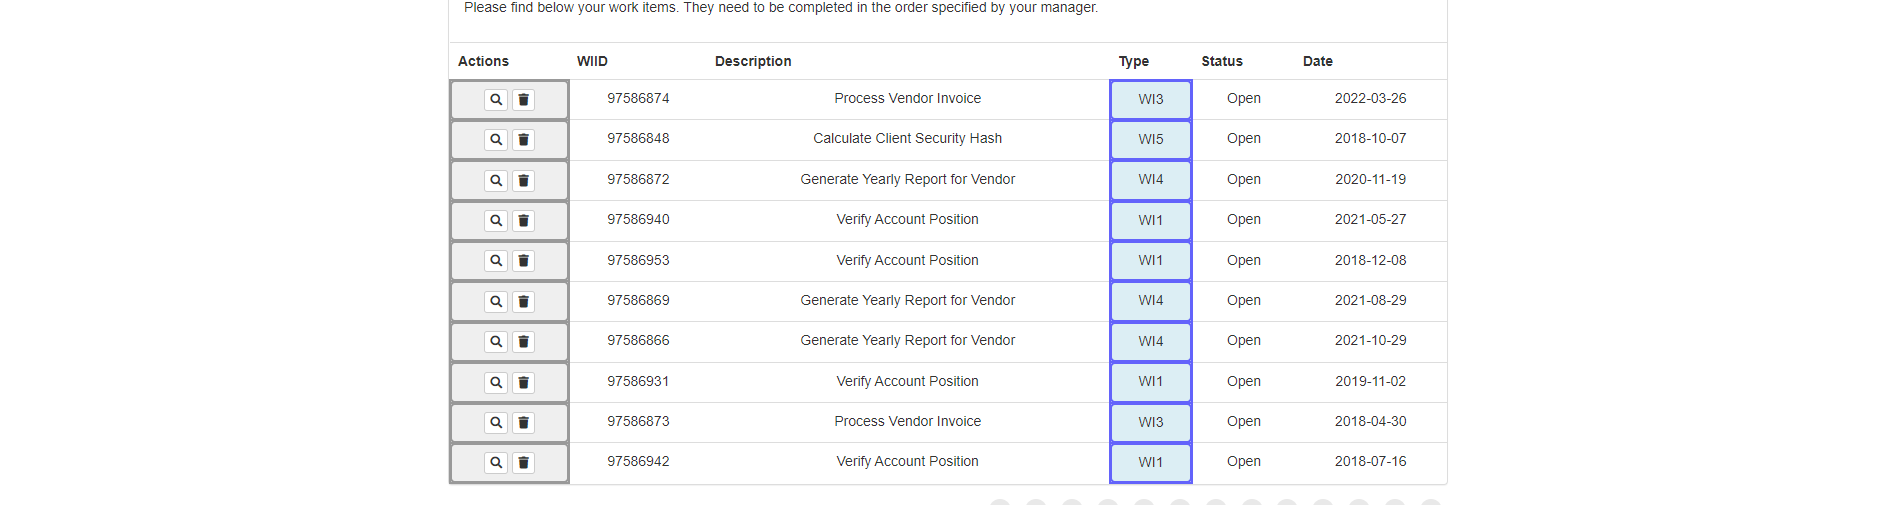 Please find below your work items. They need to be completed in the order specified by your manager.
Actions WIID Description Type Status Date
97586874 Process Vendor Invoice WI3 Open 2022-03-26
97586848 Calculate Client Security Hash WI5 Open 2018-10-07
97586872 Generate Yearly Report for Vendor WI4 Open 2020-11-19
97586940 Verify Account Position WI1 Open 2021-05-27
97586953 Verify Account Position WI1 Open 2018-12-08
97586869 Generate Yearly Report for Vendor WI4 Open 2021-08-29
97586866 Generate Yearly Report for Vendor WI4 Open 2021-10-29
97586931 Verify Account Position WI1 Open 2019-11-02
97586873 Process Vendor Invoice WI3 Open 2018-04-30
97586942 Verify Account Position WI1 Open 2018-07-16